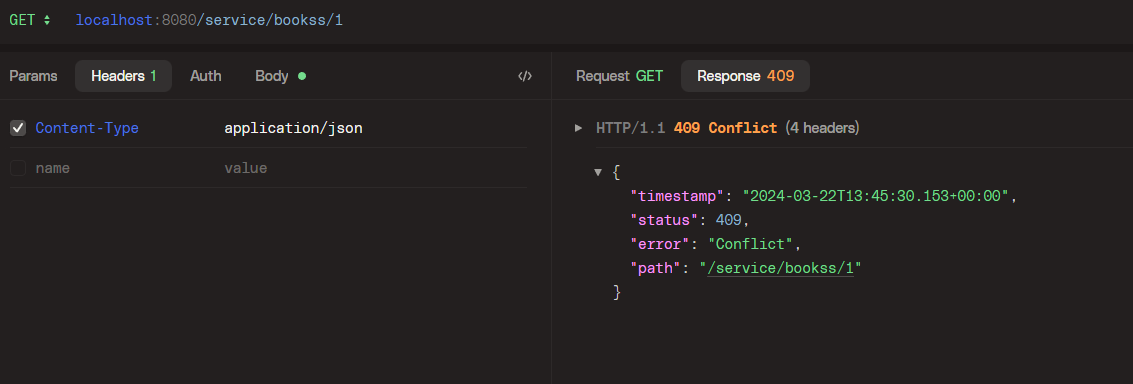 GET localhost:8080/service/bookss/1
Params Headers 1 Auth Body </>
Content-Type application/json
name value
Request GET Response 409
HTTP/1.1 409 Conflict (4 headers)
{
"timestamp": "2024-03-22T13:45:30.153+00:00",
"status": 409,
"error": "Conflict",
"path": "/service/bookss/1"
}